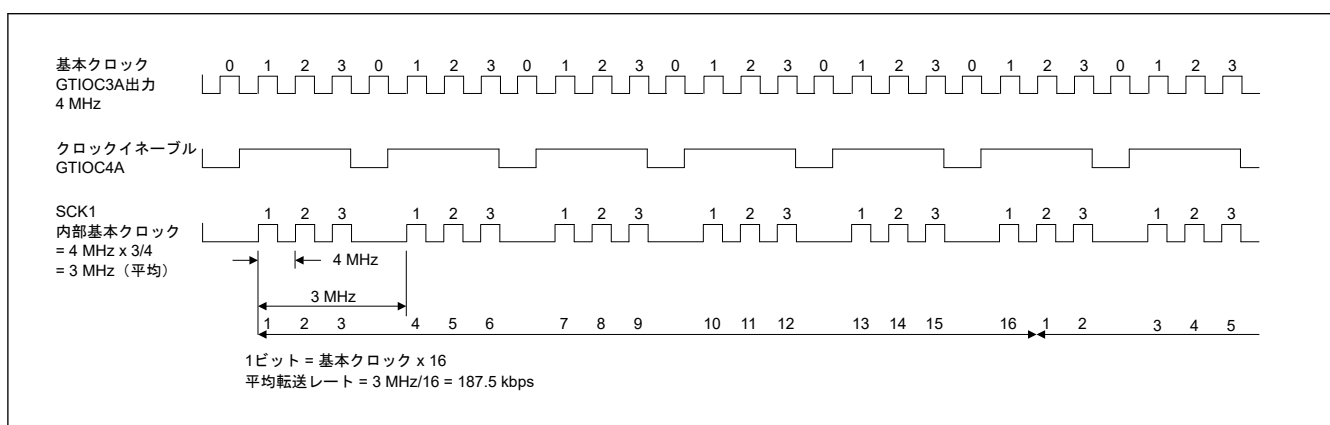 基本クロック
GTIOC3A出力
4 MHz
0 1 2 3 0 1 2 3 0 1 2 3 0 1 2 3 0 1 2 3 0 1 2 3 0 1 2 3
クロックイネーブル
GTIOC4A
SCK1
内部基本クロック
= 4 MHz x 3/4
= 3 MHz（平均）
1 2 3 1 2 3 1 2 3 1 2 3 1 2 3 1 2 3 1 2 3
4 MHz
3 MHz
1 2 3 4 5 6 7 8 9 10 11 12 13 14 15 16 1 2 3 4 5
1ビット = 基本クロック x 16
平均転送レート = 3 MHz/16 = 187.5 kbps